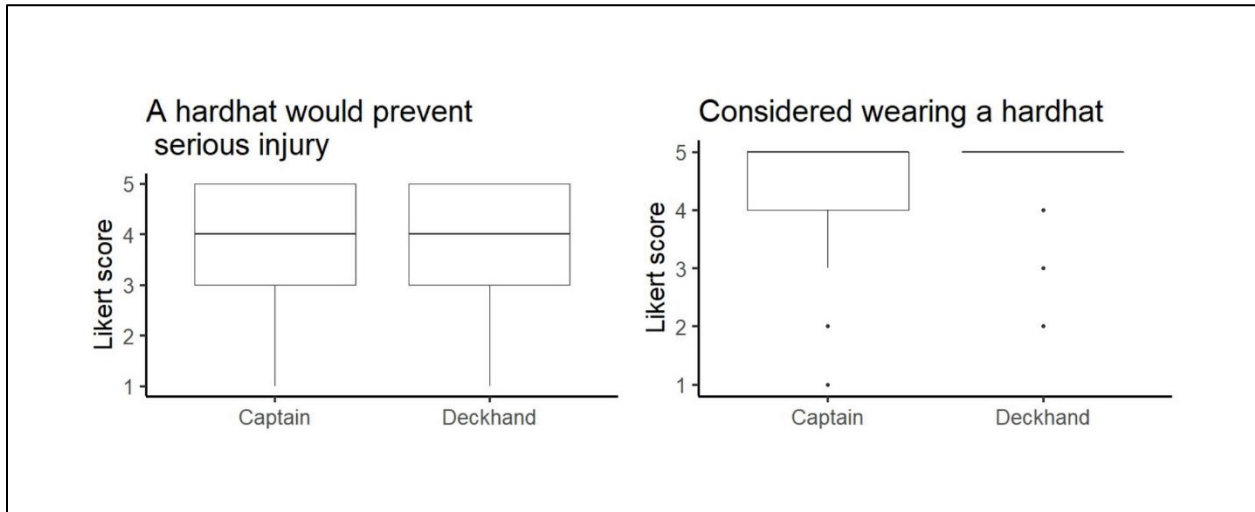 A hardhat would prevent
serious injury
Likert score
5
4
3
2
1
Captain
Deckhand
Considered wearing a hardhat
Likert score
5
4
3
2
1
Captain
Deckhand